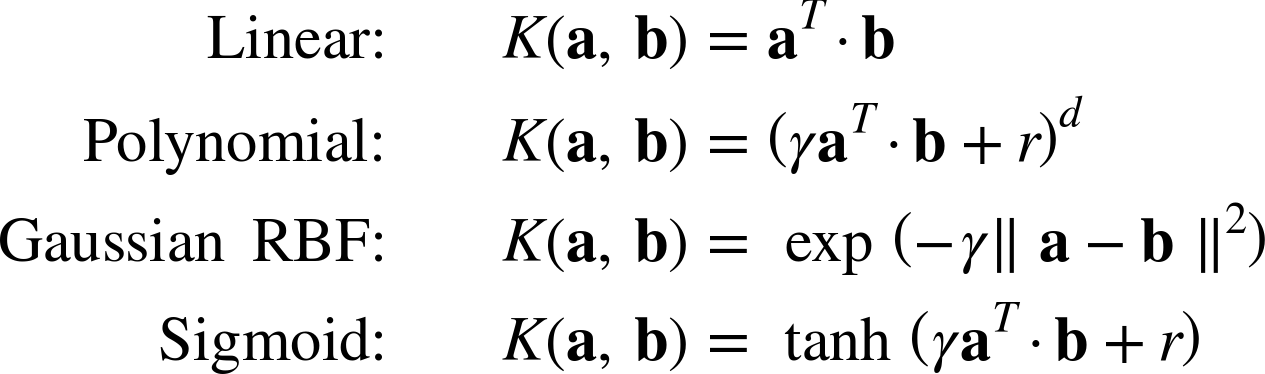 Linear: K(a, b) = a^T · b
Polynomial: K(a, b) = (γa^T · b + r)^d
Gaussian RBF: K(a, b) = exp (−γ‖ a − b ‖^2)
Sigmoid: K(a, b) = tanh (γa^T · b + r)